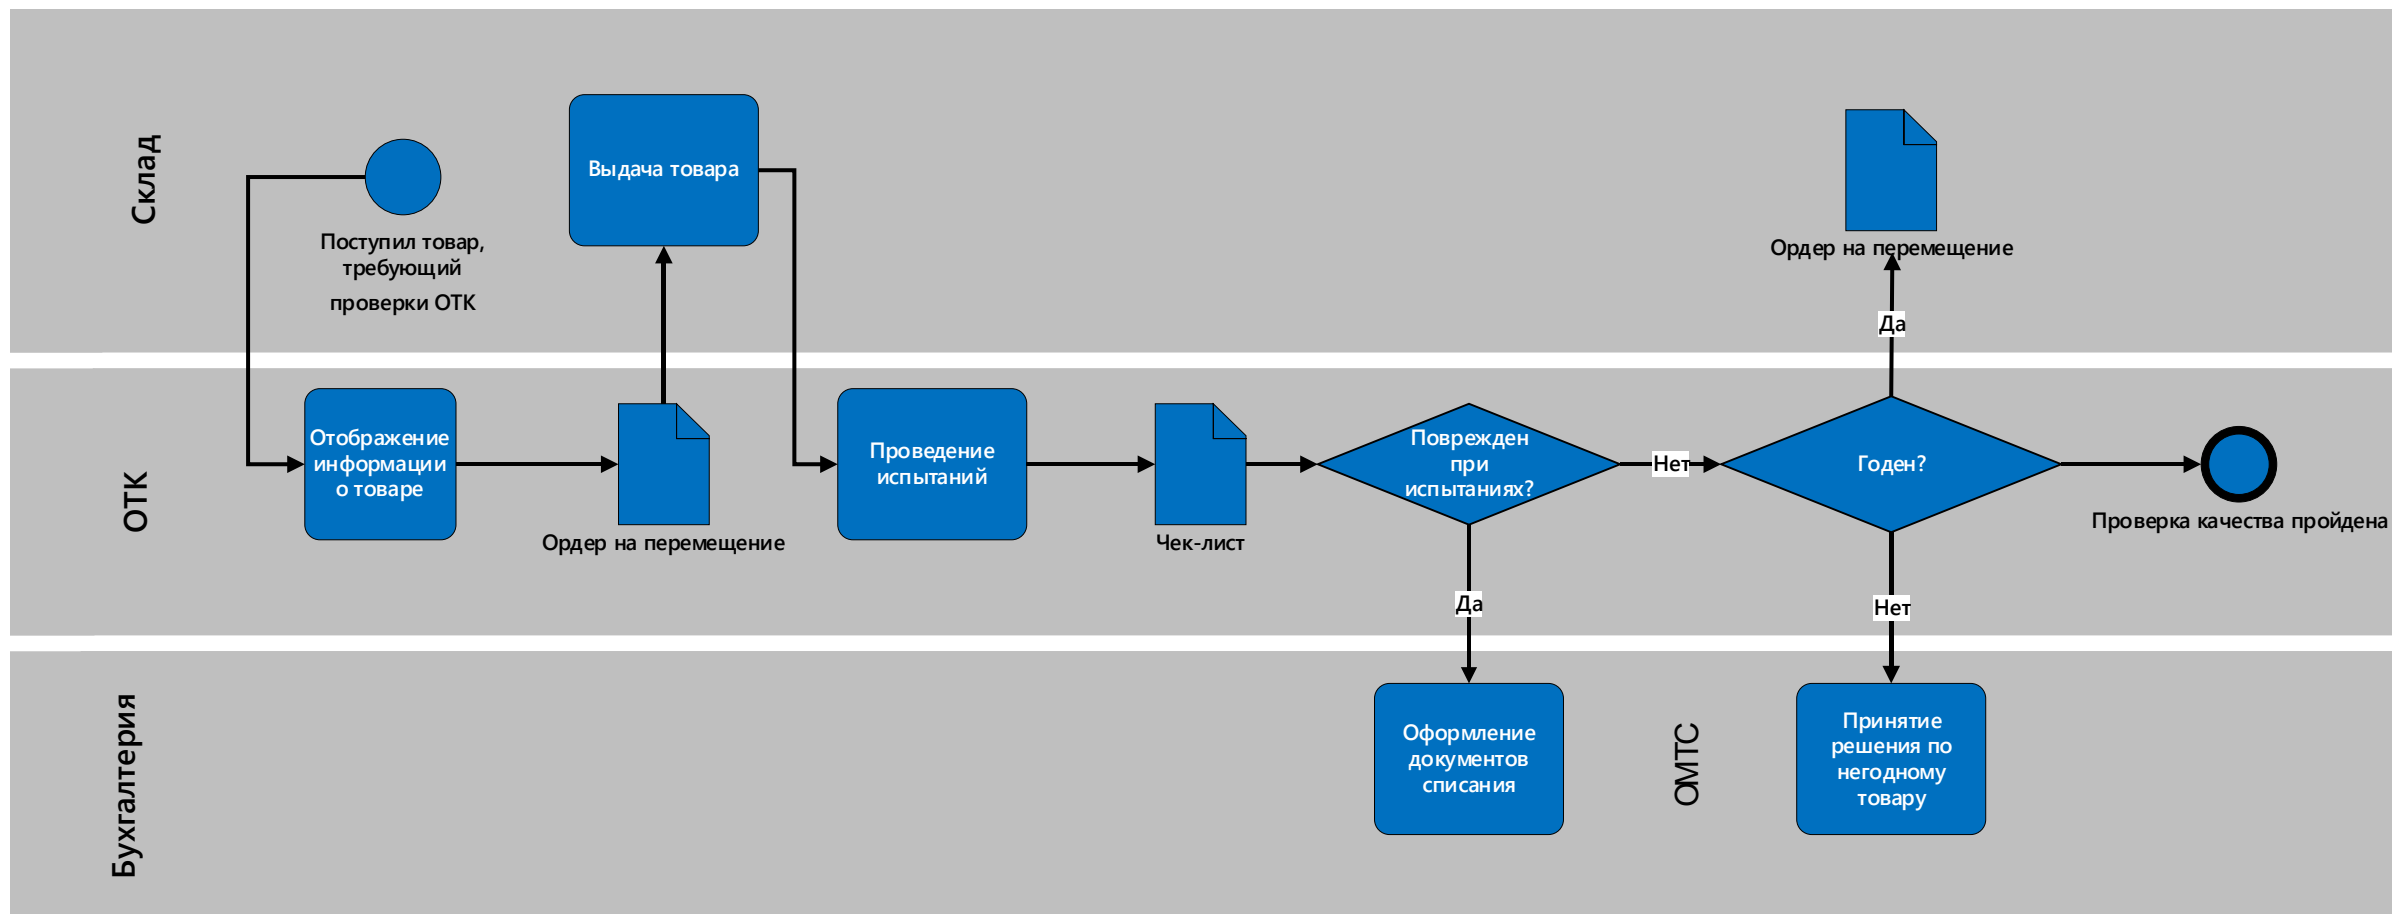 Склад
Поступил товар,
требующий
проверки ОТК
Выдача товара
Ордер на перемещение
Да
ОТК
Отображение
информации
о товаре
Ордер на перемещение
Проведение
испытаний
Чек-лист
Поврежден
при
испытаниях?
Нет
Годен?
Проверка качества пройдена
Да
Нет
Бухгалтерия
Оформление
документов
списания
ОМТС
Принятие
решения по
негодному
товару